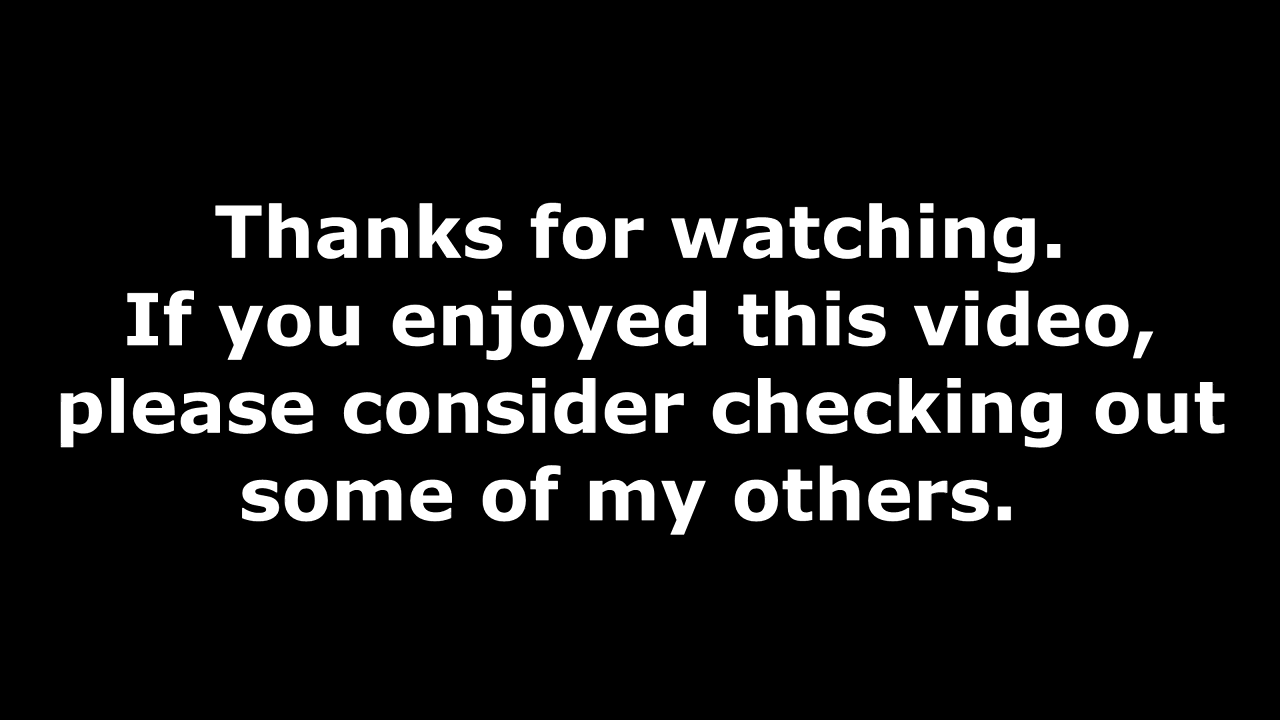 Thanks for watching.
If you enjoyed this video,
please consider checking out
some of my others.